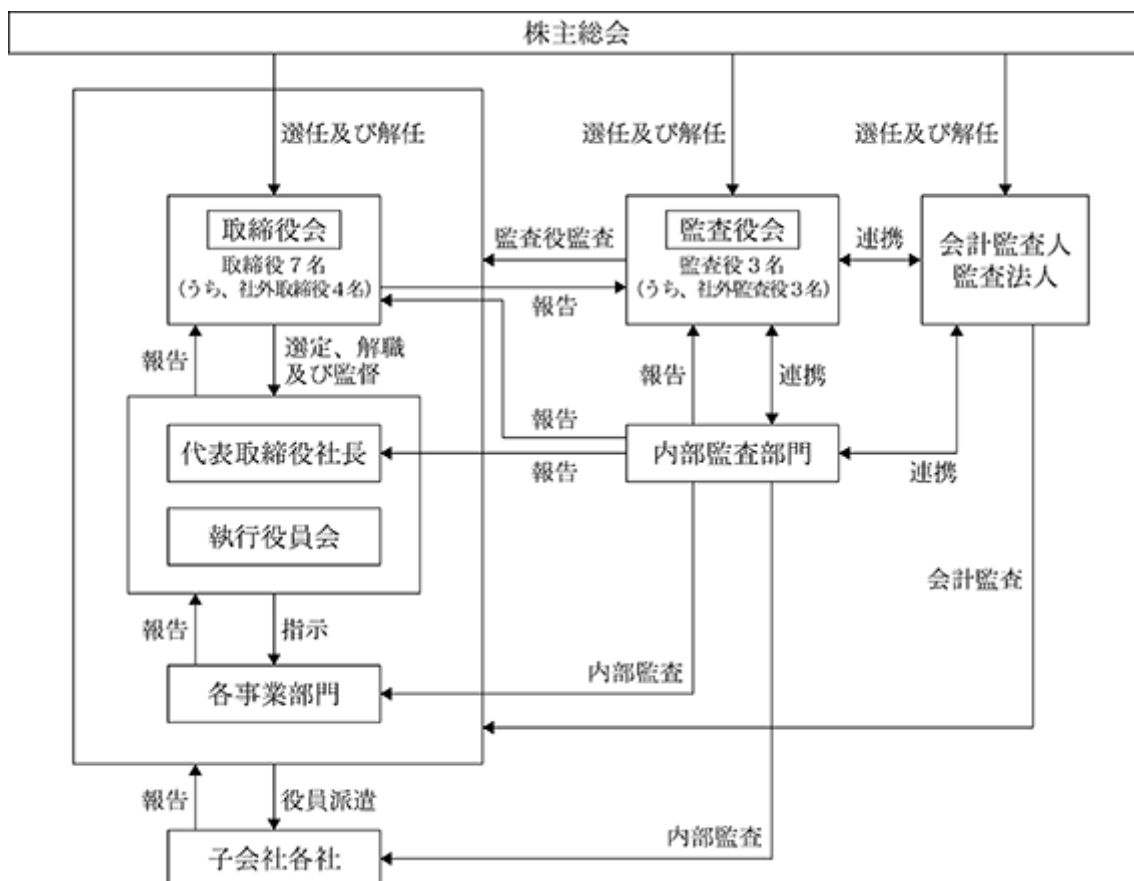 株主総会
選任及び解任
選任及び解任
選任及び解任
取締役会
取締役7名
(うち、社外取締役4名)
監査役監査
報告
監査役会
監査役3名
(うち、社外監査役3名)
連携
会計監査人
監査法人
報告
選定、解職
及び監督
報告
連携
報告
報告
代表取締役社長
内部監査部門
連携
執行役員会
会計監査
報告
指示
内部監査
各事業部門
報告
役員派遣
内部監査
子会社各社